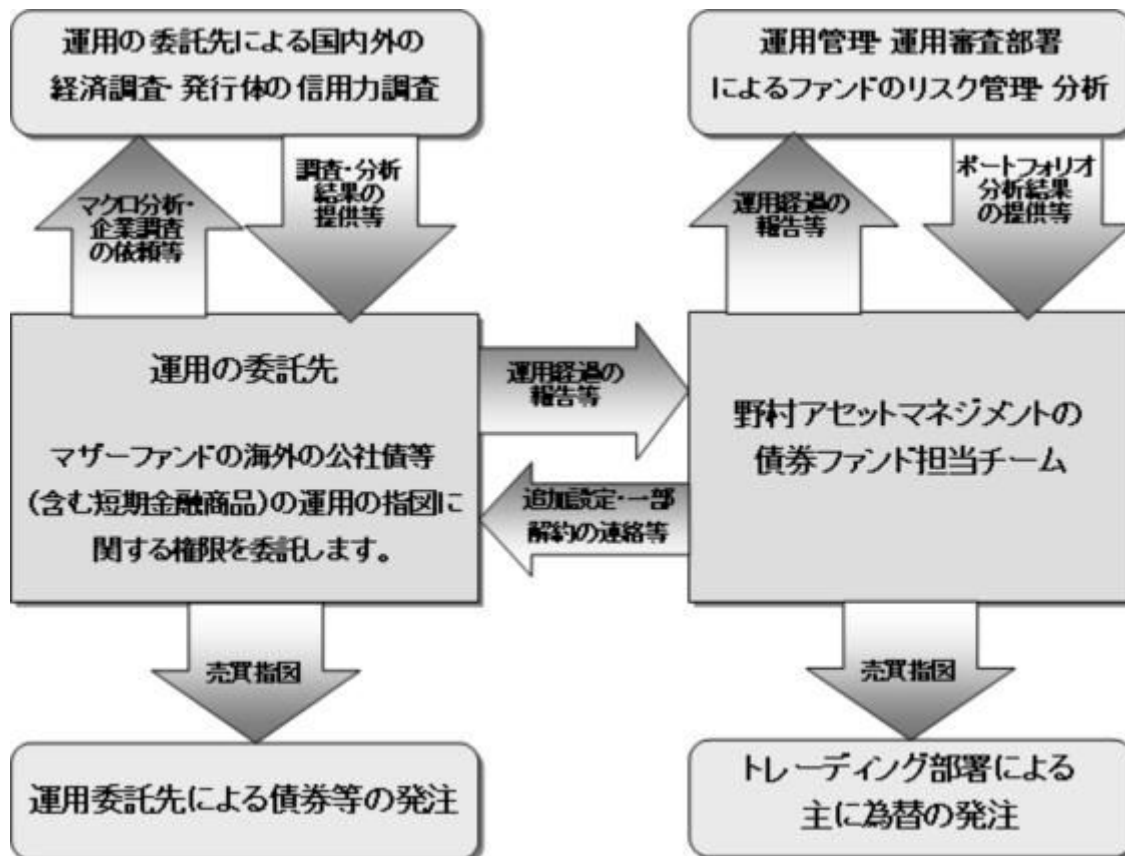 運用の委託先による国内外の
経済調査・発行体の信用力調査
運用管理・運用審査部署
によるファンドのリスク管理・分析
マクロ分析・
企業調査
の依頼等
調査・分析
結果の
提供等
運用経過の
報告等
ポートフォリオ
分析結果
の提供等
運用の委託先
マザーファンドの海外の公社債等
(含む短期金融商品)の運用の指図に
関する権限を委託します。
運用経過の
報告等
追加設定・一部
解約の連絡等
野村アセットマネジメントの
債券ファンド担当チーム
売買指図
売買指図
運用委託先による債券等の発注
トレーディング部署による
主に為替の発注